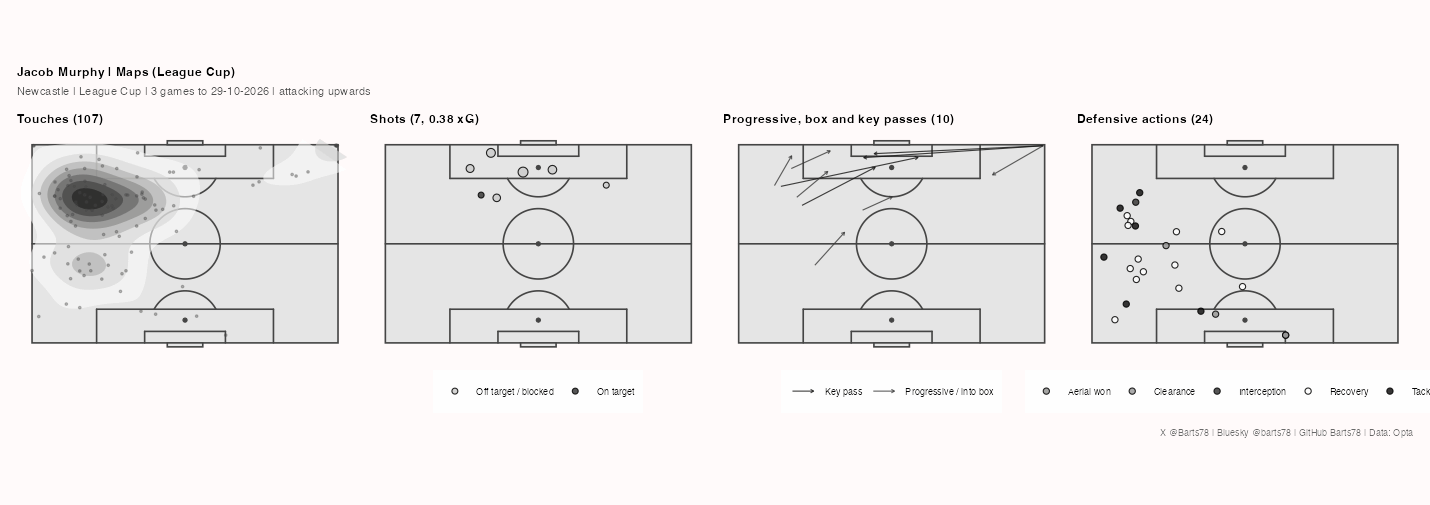 Jacob Murphy | Maps (League Cup)
Newcastle | League Cup | 3 games to 29-10-2026 | attacking upwards
Touches (107)
Shots (7, 0.38 xG)
Progressive, box and key passes (10)
Defensive actions (24)
Off target / blocked On target
Key pass Progressive / into box
Aerial won Clearance Interception Recovery Tack
X @Barts78 | Bluesky @barts78 | GitHub Barts78 | Data: Opta